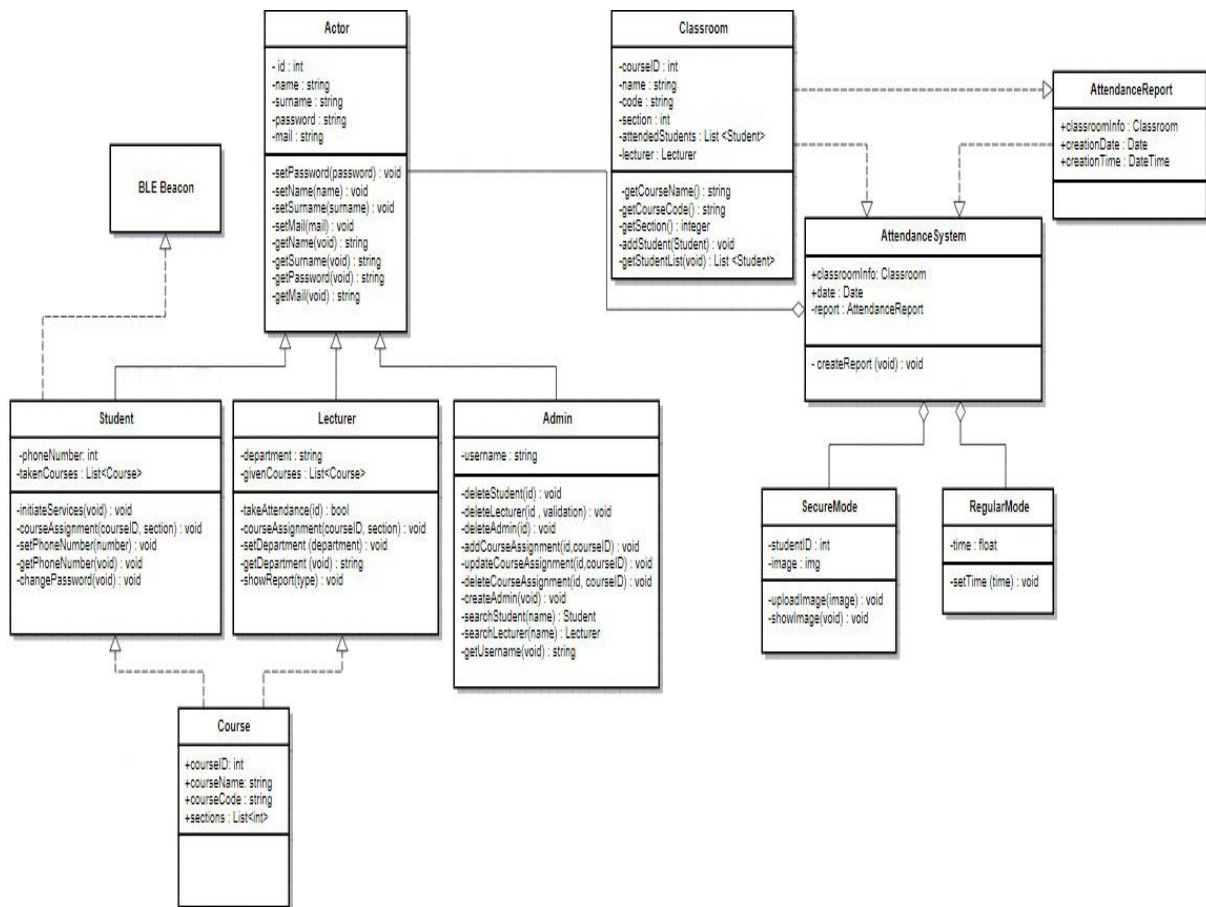 Actor
- id : int
-name : string
-surname : string
-password : string
-mail : string
-setPassword(password) : void
-setName(name) : void
-setSurname(surname) : void
-setMail(mail) : void
-getName(void) : string
-getSurname(void) : string
-getPassword(void) : string
-getMail(void) : string
Classroom
-courseID : int
-name : string
-code : string
-section : int
-attendedStudents : List <Student>
-lecturer : Lecturer
-getCourseName() : string
-getCourseCode() : string
-getSection() : integer
-addStudent(Student) : void
-getStudentList(void) : List <Student>
AttendanceReport
+classroomInfo : Classroom
+creationDate : Date
+creationTime : DateTime
BLE Beacon
AttendanceSystem
+classroomInfo: Classroom
+date : Date
-report : AttendanceReport
- createReport (void) : void
Student
-phoneNumber: int
-takenCourses : List<Course>
-initiateServices(void) : void
-courseAssignment(courseID, section) : void
-setPhoneNumber(number) : void
-getPhoneNumber(void) : void
-changePassword(void) : void
Lecturer
-department : string
-givenCourses : List<Course>
-takeAttendance(id) : bool
-courseAssignment(courseID, section) : void
-setDepartment (department) : void
-getDepartment (void) : string
-showReport(type) : void
Admin
-username : string
-deleteStudent(id) : void
-deleteLecturer(id , validation) : void
-deleteAdmin(id) : void
-addCourseAssignment(id,courseID) : void
-updateCourseAssignment(id,courseID) : void
-deleteCourseAssignment(id, courseID) : void
-createAdmin(void) : void
-searchStudent(name) : Student
-searchLecturer(name) : Lecturer
-getUsername(void) : string
SecureMode
-studentID : int
-image : img
-uploadImage(image) : void
-showImage(void) : void
RegularMode
-time : float
-setTime (time) : void
Course
+courseID: int
+courseName: string
+courseCode : string
+sections : List<int>